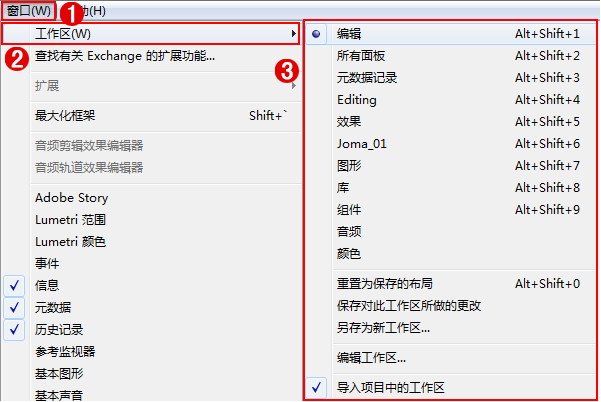 窗口(W) 1 助(H)
工作区(W)
2 查找有关 Exchange 的扩展功能...
扩展
最大化框架 Shift+`
音频剪辑效果编辑器
音频轨道效果编辑器
Adobe Story
Lumetri 范围
Lumetri 颜色
事件
信息
元数据
历史记录
参考监视器
基本图形
基本声音
3
编辑 Alt+Shift+1
所有面板 Alt+Shift+2
元数据记录 Alt+Shift+3
Editing Alt+Shift+4
效果 Alt+Shift+5
Joma_01 Alt+Shift+6
图形 Alt+Shift+7
库 Alt+Shift+8
组件 Alt+Shift+9
音频
颜色
重置为保存的布局 Alt+Shift+0
保存对此工作区所做的更改
另存为新工作区...
编辑工作区...
导入项目中的工作区